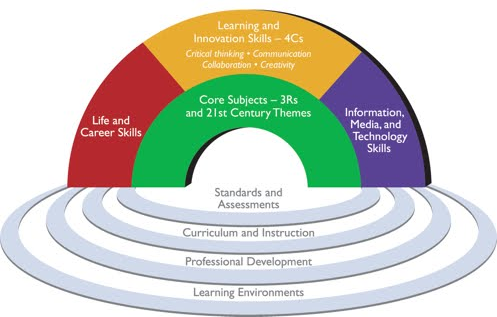 Learning and
Innovation Skills – 4Cs
Critical thinking • Communication
Collaboration • Creativity
Core Subjects – 3Rs
and 21st Century Themes
Life and
Career Skills
Information,
Media, and
Technology
Skills
Standards and
Assessments
Curriculum and Instruction
Professional Development
Learning Environments